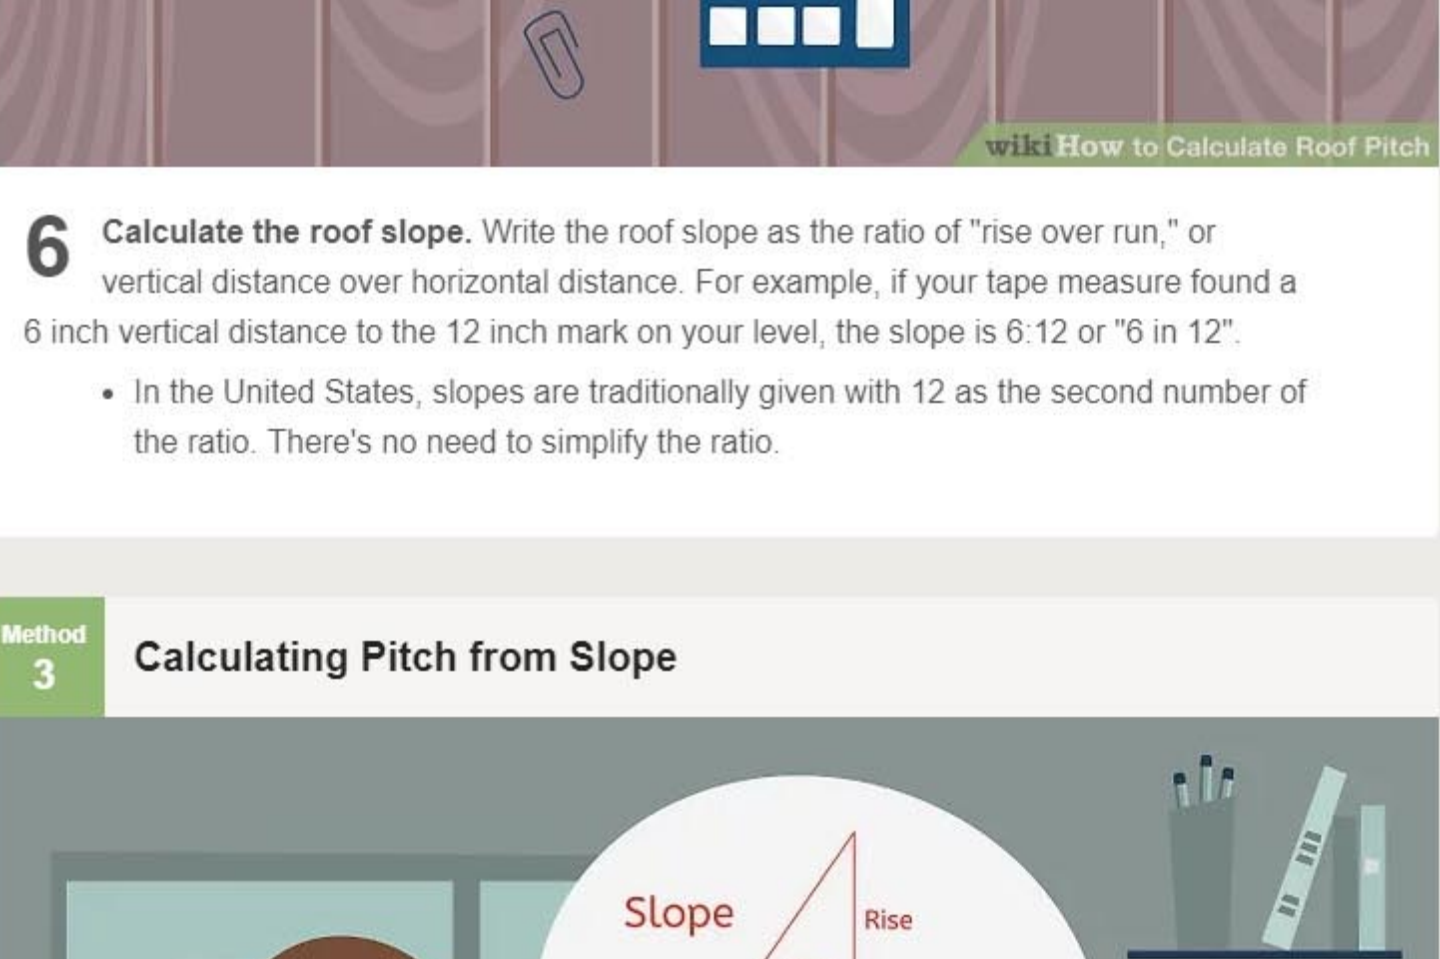 wikiHow to Calculate Roof Pitch
6 Calculate the roof slope. Write the roof slope as the ratio of "rise over run," or
vertical distance over horizontal distance. For example, if your tape measure found a
6 inch vertical distance to the 12 inch mark on your level, the slope is 6:12 or "6 in 12".
• In the United States, slopes are traditionally given with 12 as the second number of
the ratio. There's no need to simplify the ratio.
Method
3
Calculating Pitch from Slope
Slope
Rise